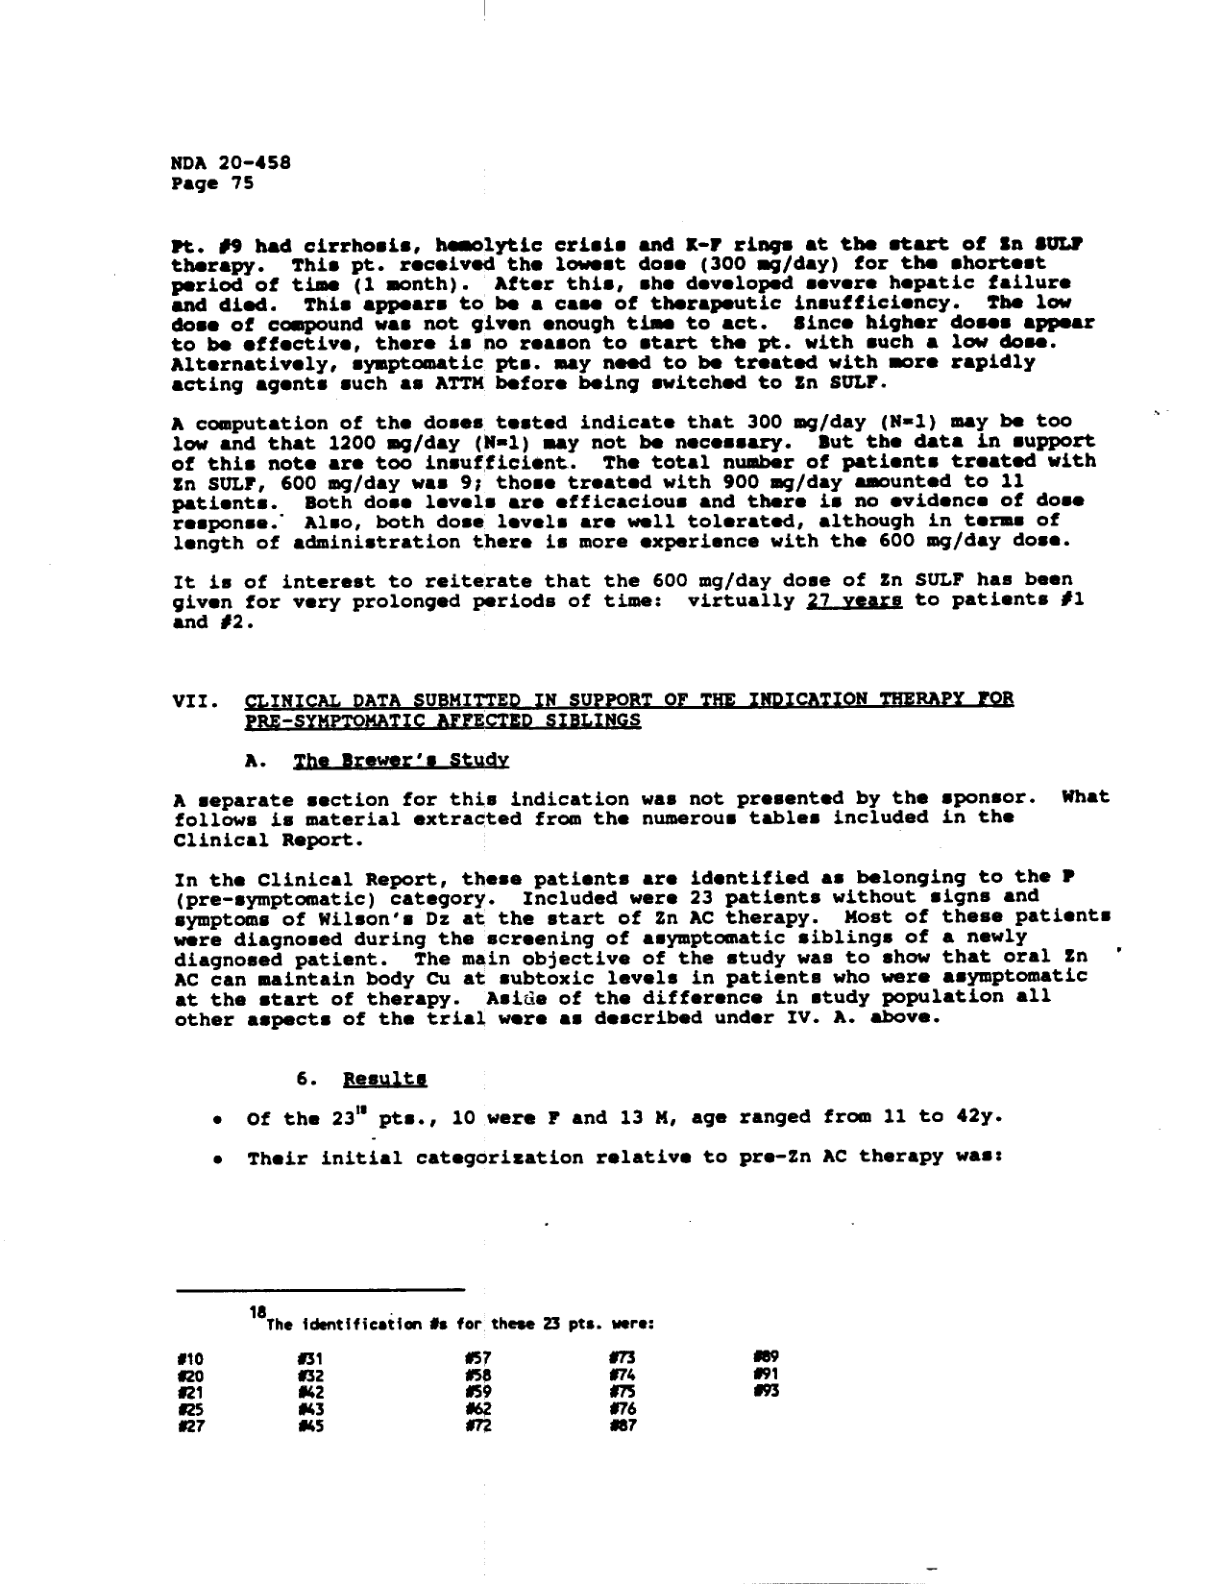 NDA 20-458
Page 75
Pt. #9 had cirrhosis, hemolytic crisis and K-F rings at the start of Zn SULF
therapy. This pt. received the lowest dose (300 mg/day) for the shortest
period of time (1 month). After this, she developed severe hepatic failure
and died. This appears to be a case of therapeutic insufficiency. The low
dose of compound was not given enough time to act. Since higher doses appear
to be effective, there is no reason to start the pt. with such a low dose.
Alternatively, symptomatic pts. may need to be treated with more rapidly
acting agents such as ATTM before being switched to Zn SULF.
A computation of the doses tested indicate that 300 mg/day (N=1) may be too
low and that 1200 mg/day (N=1) may not be necessary. But the data in support
of this note are too insufficient. The total number of patients treated with
Zn SULF, 600 mg/day was 9; those treated with 900 mg/day amounted to 11
patients. Both dose levels are efficacious and there is no evidence of dose
response. Also, both dose levels are well tolerated, although in terms of
length of administration there is more experience with the 600 mg/day dose.
It is of interest to reiterate that the 600 mg/day dose of Zn SULF has been
given for very prolonged periods of time: virtually 27 years to patients #1
and #2.
VII. CLINICAL DATA SUBMITTED IN SUPPORT OF THE INDICATION THERAPY FOR
PRE-SYMPTOMATIC AFFECTED SIBLINGS
A. The Brewer's Study
A separate section for this indication was not presented by the sponsor. What
follows is material extracted from the numerous tables included in the
Clinical Report.
In the Clinical Report, these patients are identified as belonging to the P
(pre-symptomatic) category. Included were 23 patients without signs and
symptoms of Wilson's Dz at the start of Zn AC therapy. Most of these patients
were diagnosed during the screening of asymptomatic siblings of a newly
diagnosed patient. The main objective of the study was to show that oral Zn
AC can maintain body Cu at subtoxic levels in patients who were asymptomatic
at the start of therapy. Aside of the difference in study population all
other aspects of the trial were as described under IV. A. above.
6. Results
• Of the 23¹⁸ pts., 10 were F and 13 M, age ranged from 11 to 42y.
• Their initial categorization relative to pre-Zn AC therapy was:
¹⁸The identification #s for these 23 pts. were:
#10 #31 #57 #73 #89
#20 #32 #58 #74 #91
#21 #42 #59 #75 #93
#25 #43 #62 #76
#27 #45 #72 #87